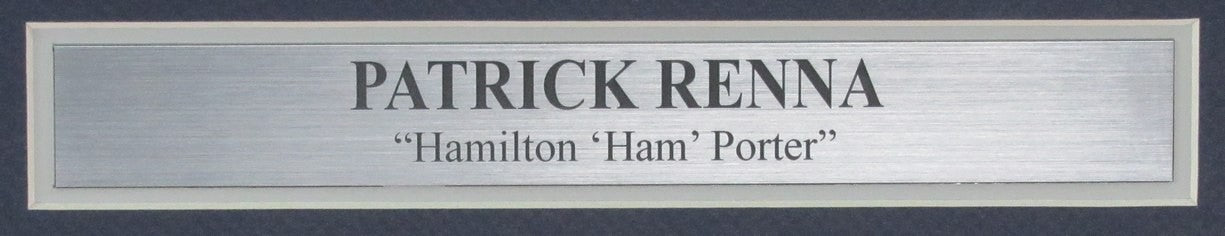 PATRICK RENNA
“Hamilton ‘Ham’ Porter”